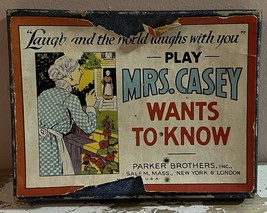 "Laugh and the world laughs with you"
PLAY
MRS. CASEY
WANTS
TO KNOW
PARKER BROTHERS, INC.
SALEM, MASS., NEW YORK & LONDON
U.S.A.